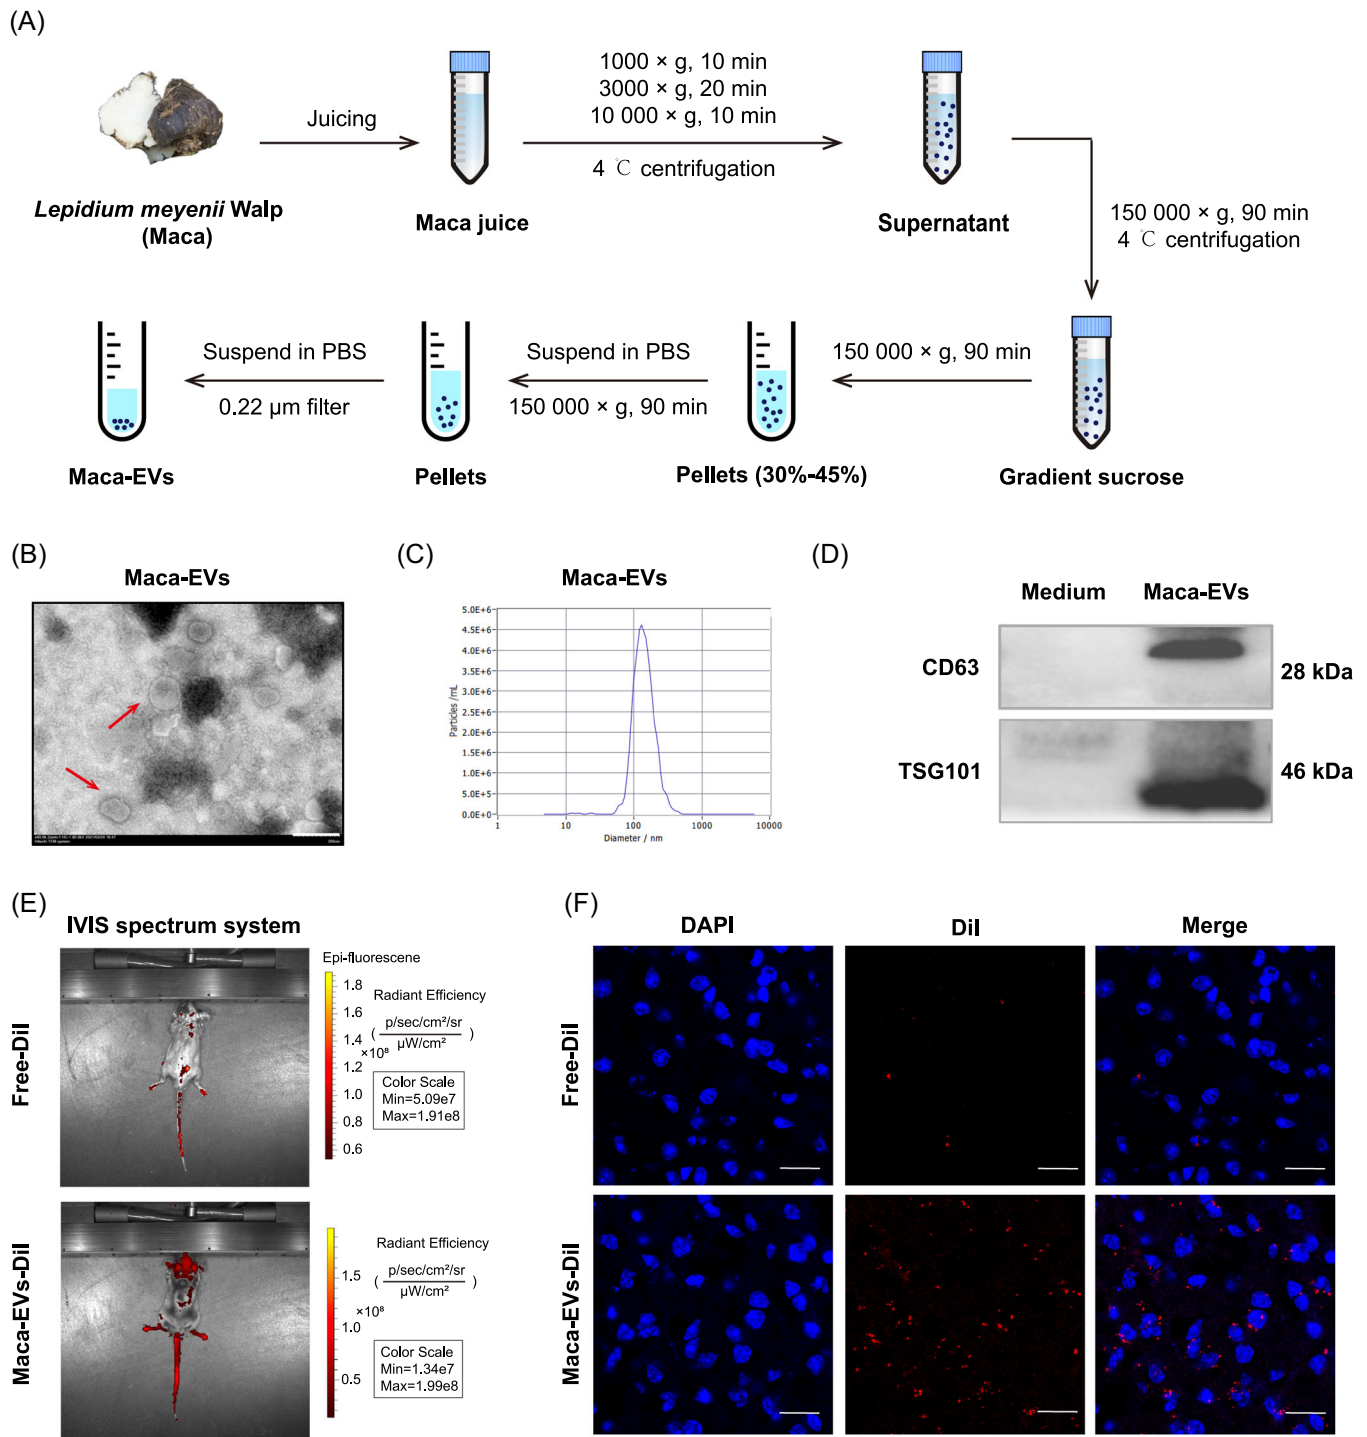 (A)
Juicing
1000 × g, 10 min
3000 × g, 20 min
10 000 × g, 10 min
4 ℃ centrifugation
Lepidium meyenii Walp
(Maca)
Maca juice
Supernatant
150 000 × g, 90 min
4 ℃ centrifugation
Suspend in PBS
0.22 µm filter
Suspend in PBS
150 000 × g, 90 min
150 000 × g, 90 min
Maca-EVs
Pellets
Pellets (30%-45%)
Gradient sucrose
(B)
Maca-EVs
(C)
Maca-EVs
5.0E+6
4.5E+6
4.0E+6
3.5E+6
3.0E+6
2.5E+6
2.0E+6
1.5E+6
1.0E+6
5.0E+5
0.0E+0
Particles /mL
1
10
100
1000
10000
Diameter / nm
(D)
Medium
Maca-EVs
CD63
28 kDa
TSG101
46 kDa
(E)
IVIS spectrum system
Free-Dil
Epi-fluorescene
1.8
1.6
1.4
1.2
1.0
0.8
0.6
×10⁸
Radiant Efficiency
( p/sec/cm²/sr
µW/cm² )
Color Scale
Min=5.09e7
Max=1.91e8
Maca-EVs-Dil
1.5
1.0
0.5
×10⁸
Radiant Efficiency
( p/sec/cm²/sr
µW/cm² )
Color Scale
Min=1.34e7
Max=1.99e8
(F)
DAPI
Dil
Merge
Free-Dil
Maca-EVs-Dil